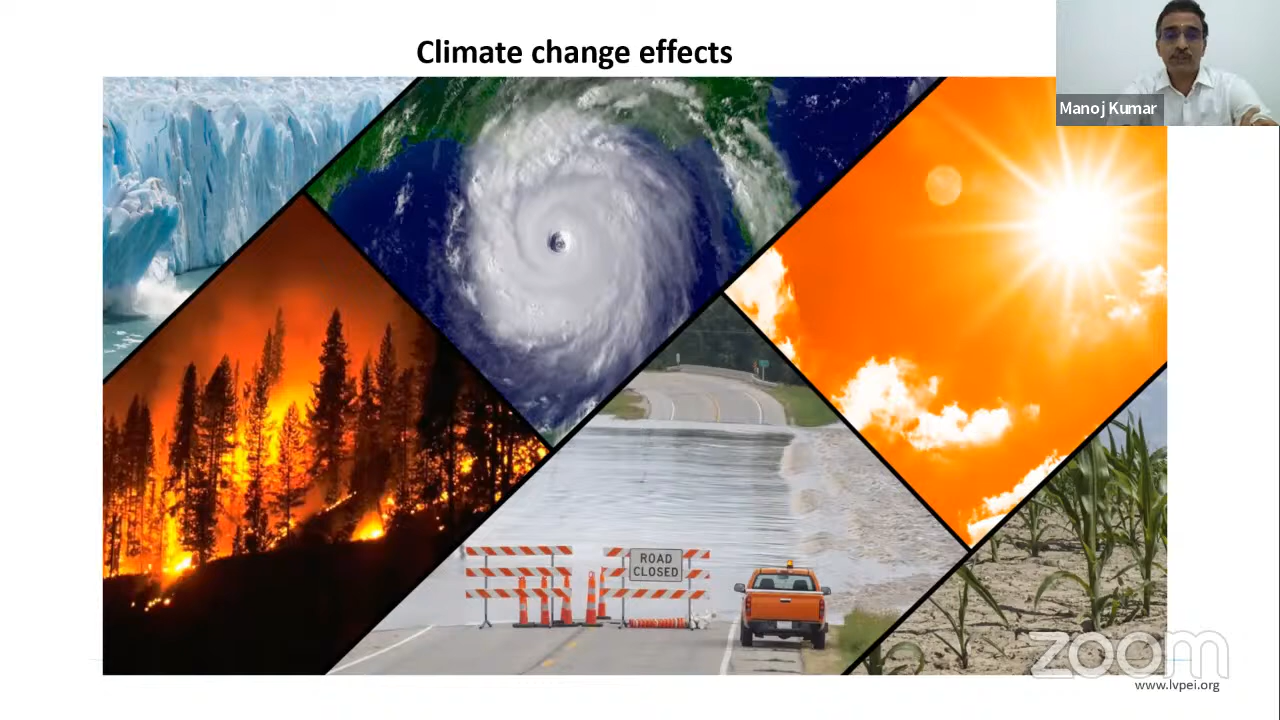 Climate change effects
Manoj Kumar
ROAD
CLOSED
zoom
www.lvpei.org